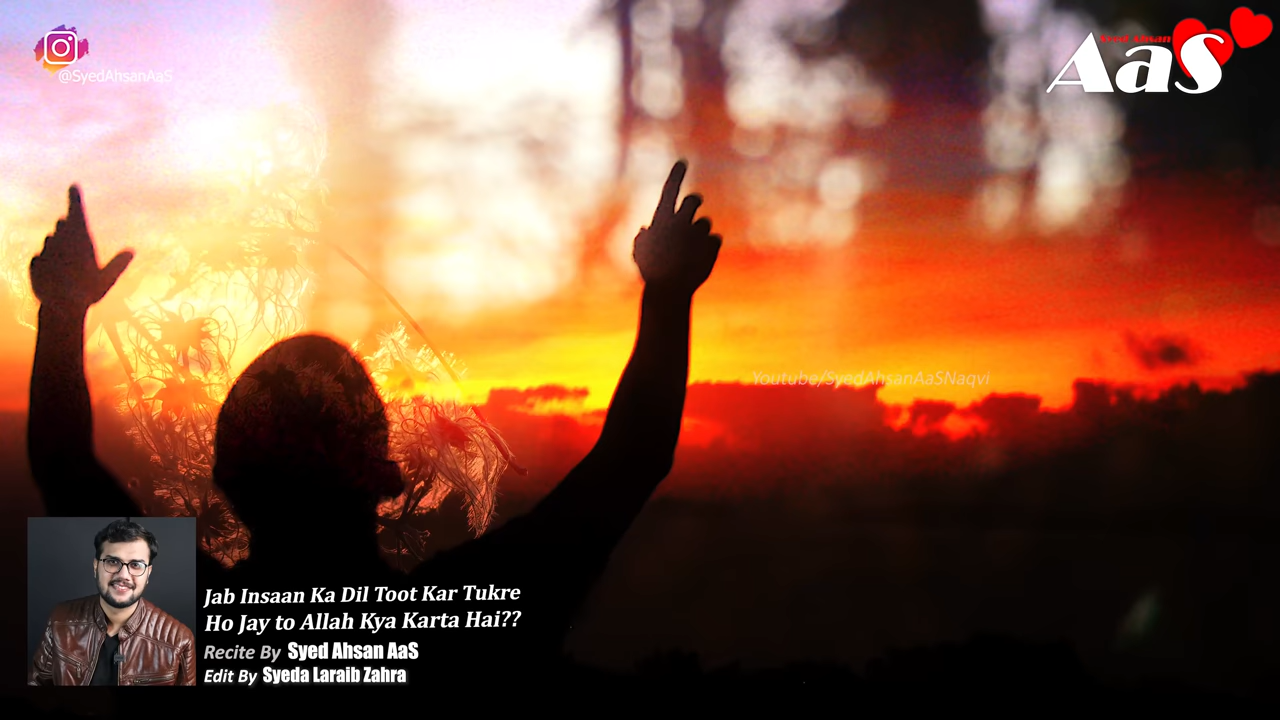 @SyedAhsanAaS
Syed Ahsan
AaS
Youtube/SyedAhsanAaSNaqvi
Jab Insaan Ka Dil Toot Kar Tukre
Ho Jay to Allah Kya Karta Hai??
Recite By Syed Ahsan AaS
Edit By Syeda Laraib Zahra